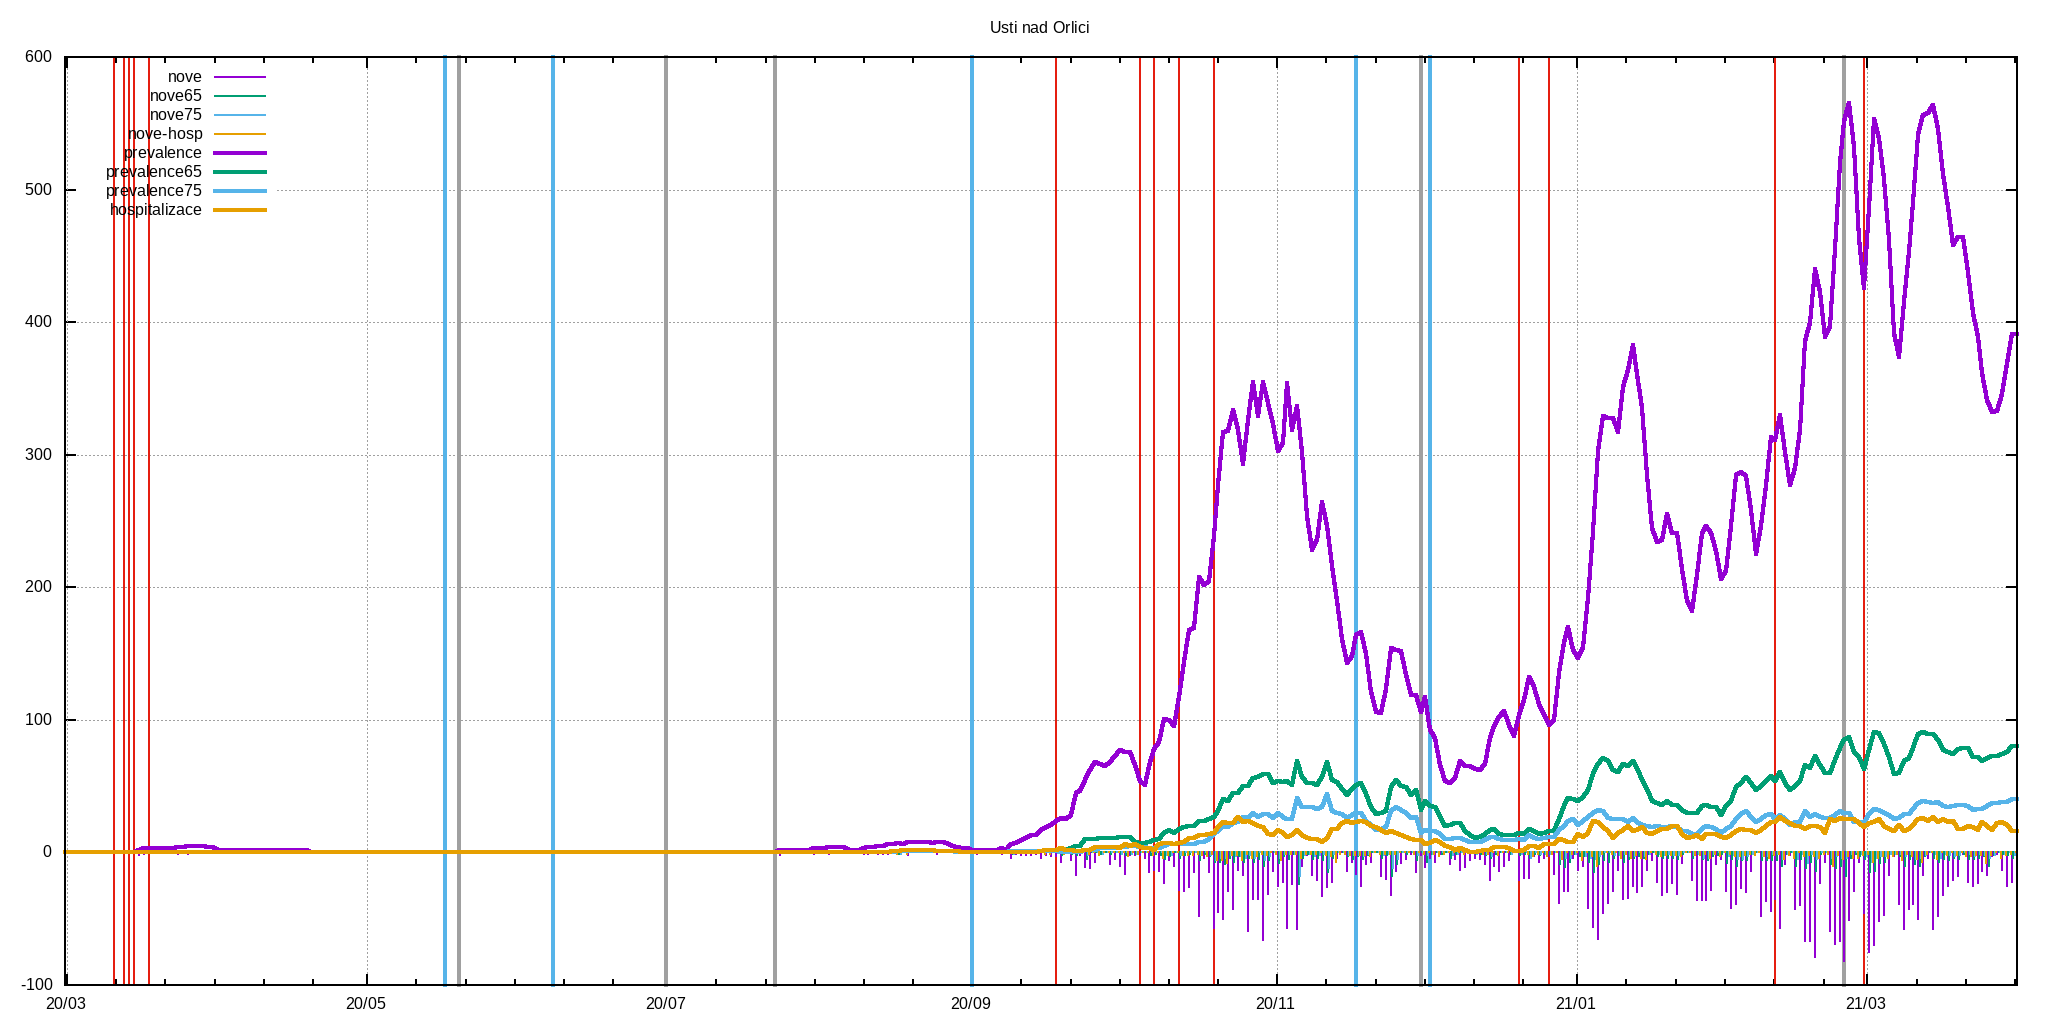 Usti nad Orlici
600
500
400
300
200
100
0
-100
nove
nove65
nove75
nove-hosp
prevalence
prevalence65
prevalence75
hospitalizace
20/03 20/05 20/07 20/09 20/11 21/01 21/03